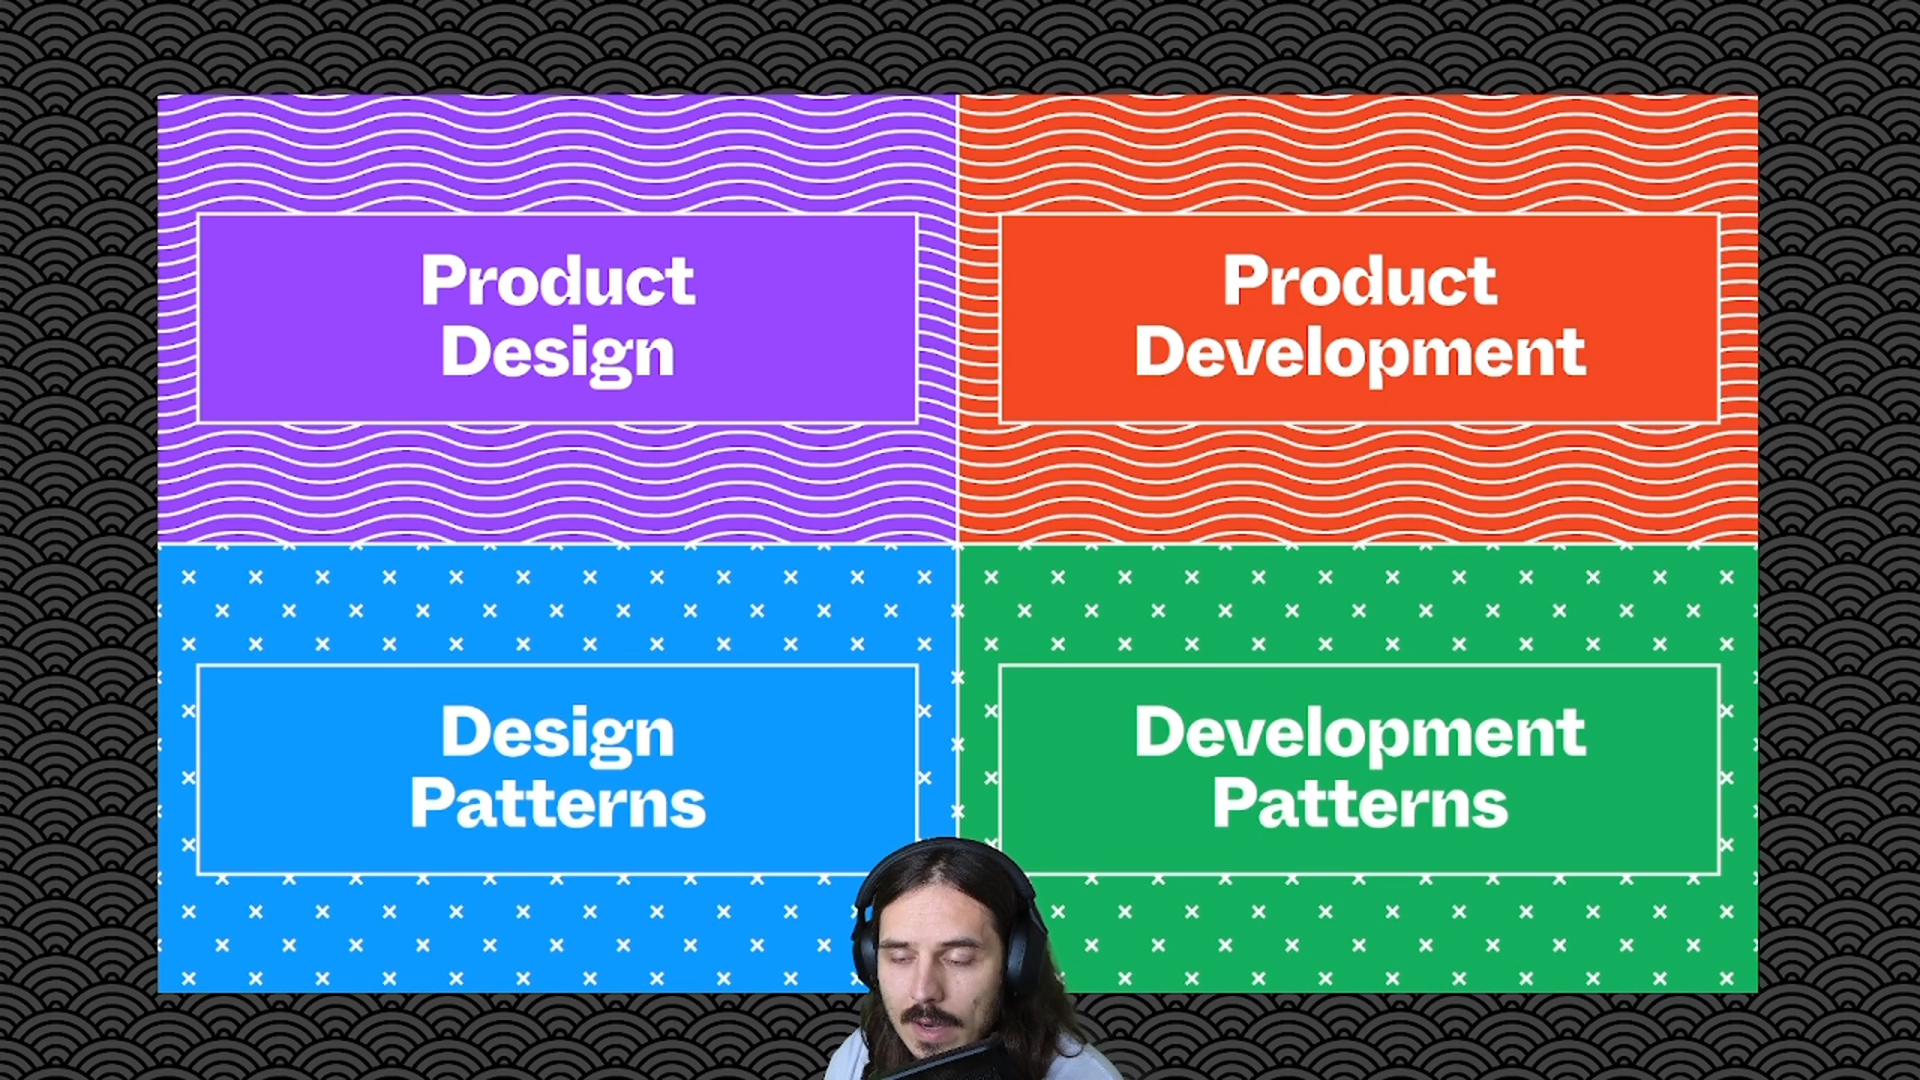 Product
Design
Product
Development
Design
Patterns
Development
Patterns